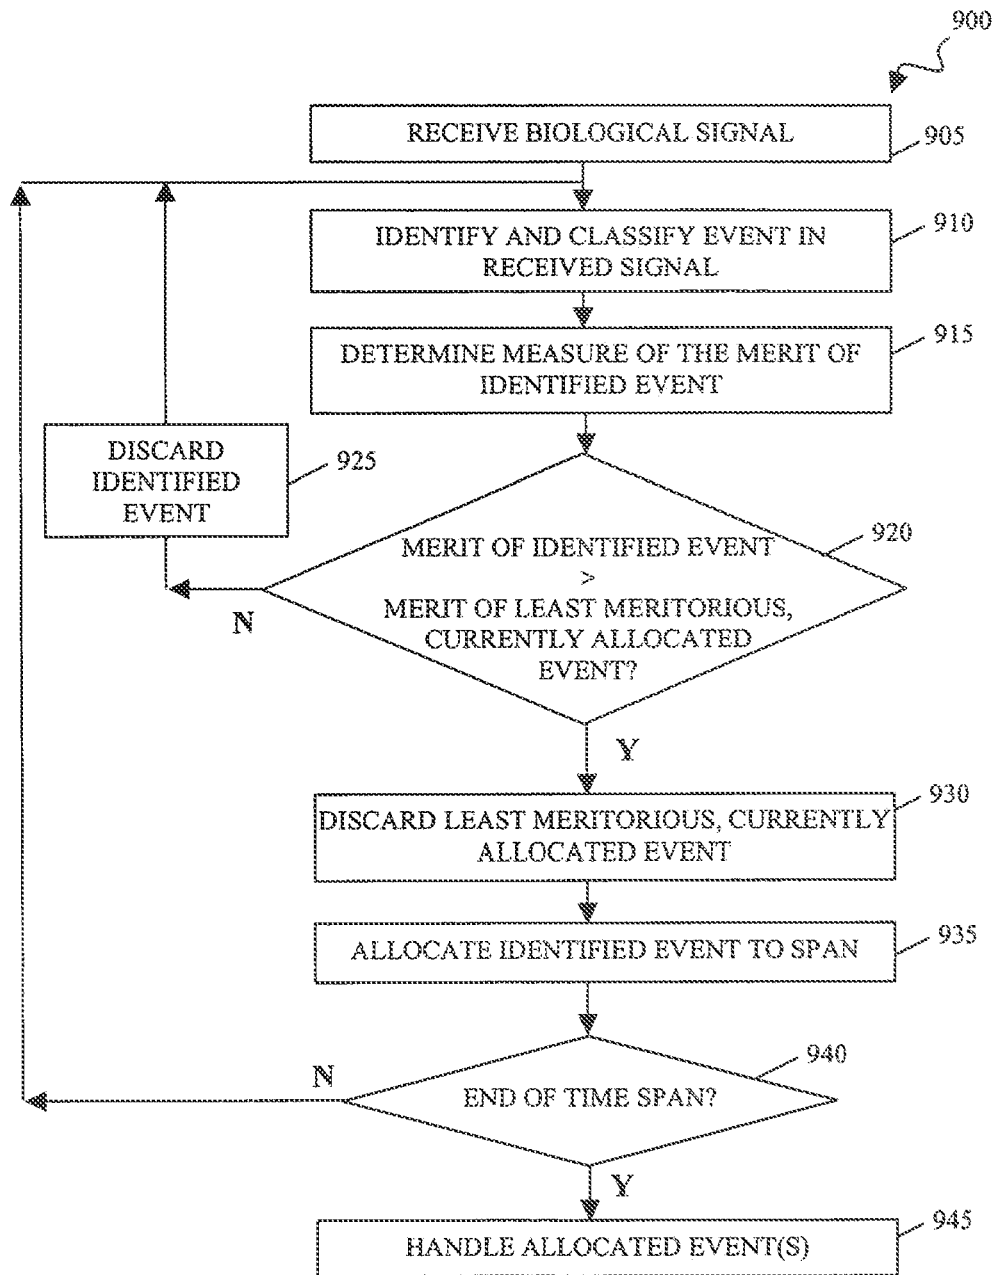 900
RECEIVE BIOLOGICAL SIGNAL
905
IDENTIFY AND CLASSIFY EVENT IN
RECEIVED SIGNAL
910
DETERMINE MEASURE OF THE MERIT OF
IDENTIFIED EVENT
915
DISCARD
IDENTIFIED
EVENT
925
MERIT OF IDENTIFIED EVENT
>
MERIT OF LEAST MERITORIOUS,
CURRENTLY ALLOCATED
EVENT?
920
N
Y
DISCARD LEAST MERITORIOUS, CURRENTLY
ALLOCATED EVENT
930
ALLOCATE IDENTIFIED EVENT TO SPAN
935
END OF TIME SPAN?
940
N
Y
HANDLE ALLOCATED EVENT(S)
945